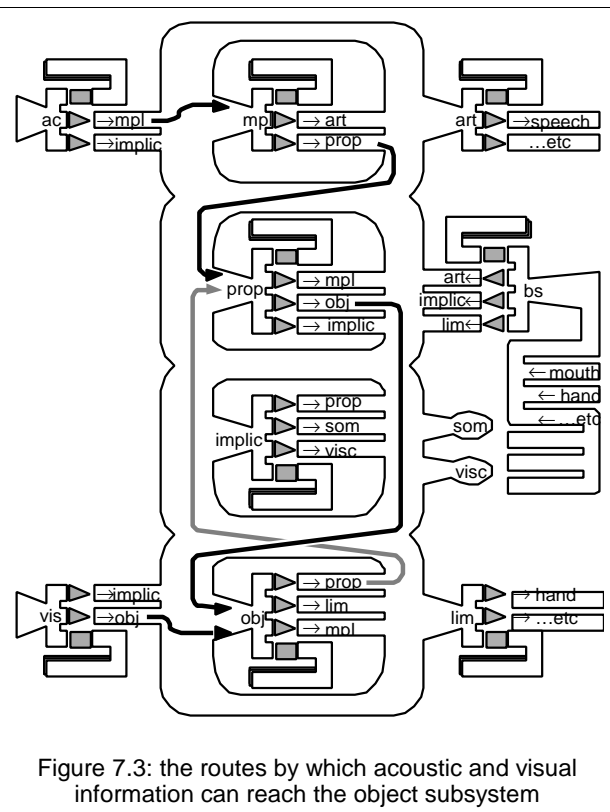 ac
→mpl
→implic
mpl
→ art
→ prop
art
→speech
…etc
prop
→ mpl
→ obj
→ implic
art←
implic←
lim←
bs
← mouth
← hand
← …etc
implic
→ prop
→ som
→ visc
som
visc
vis
→implic
→obj
obj
→ prop
→ lim
→ mpl
lim
→ hand
→ …etc
Figure 7.3: the routes by which acoustic and visual
information can reach the object subsystem